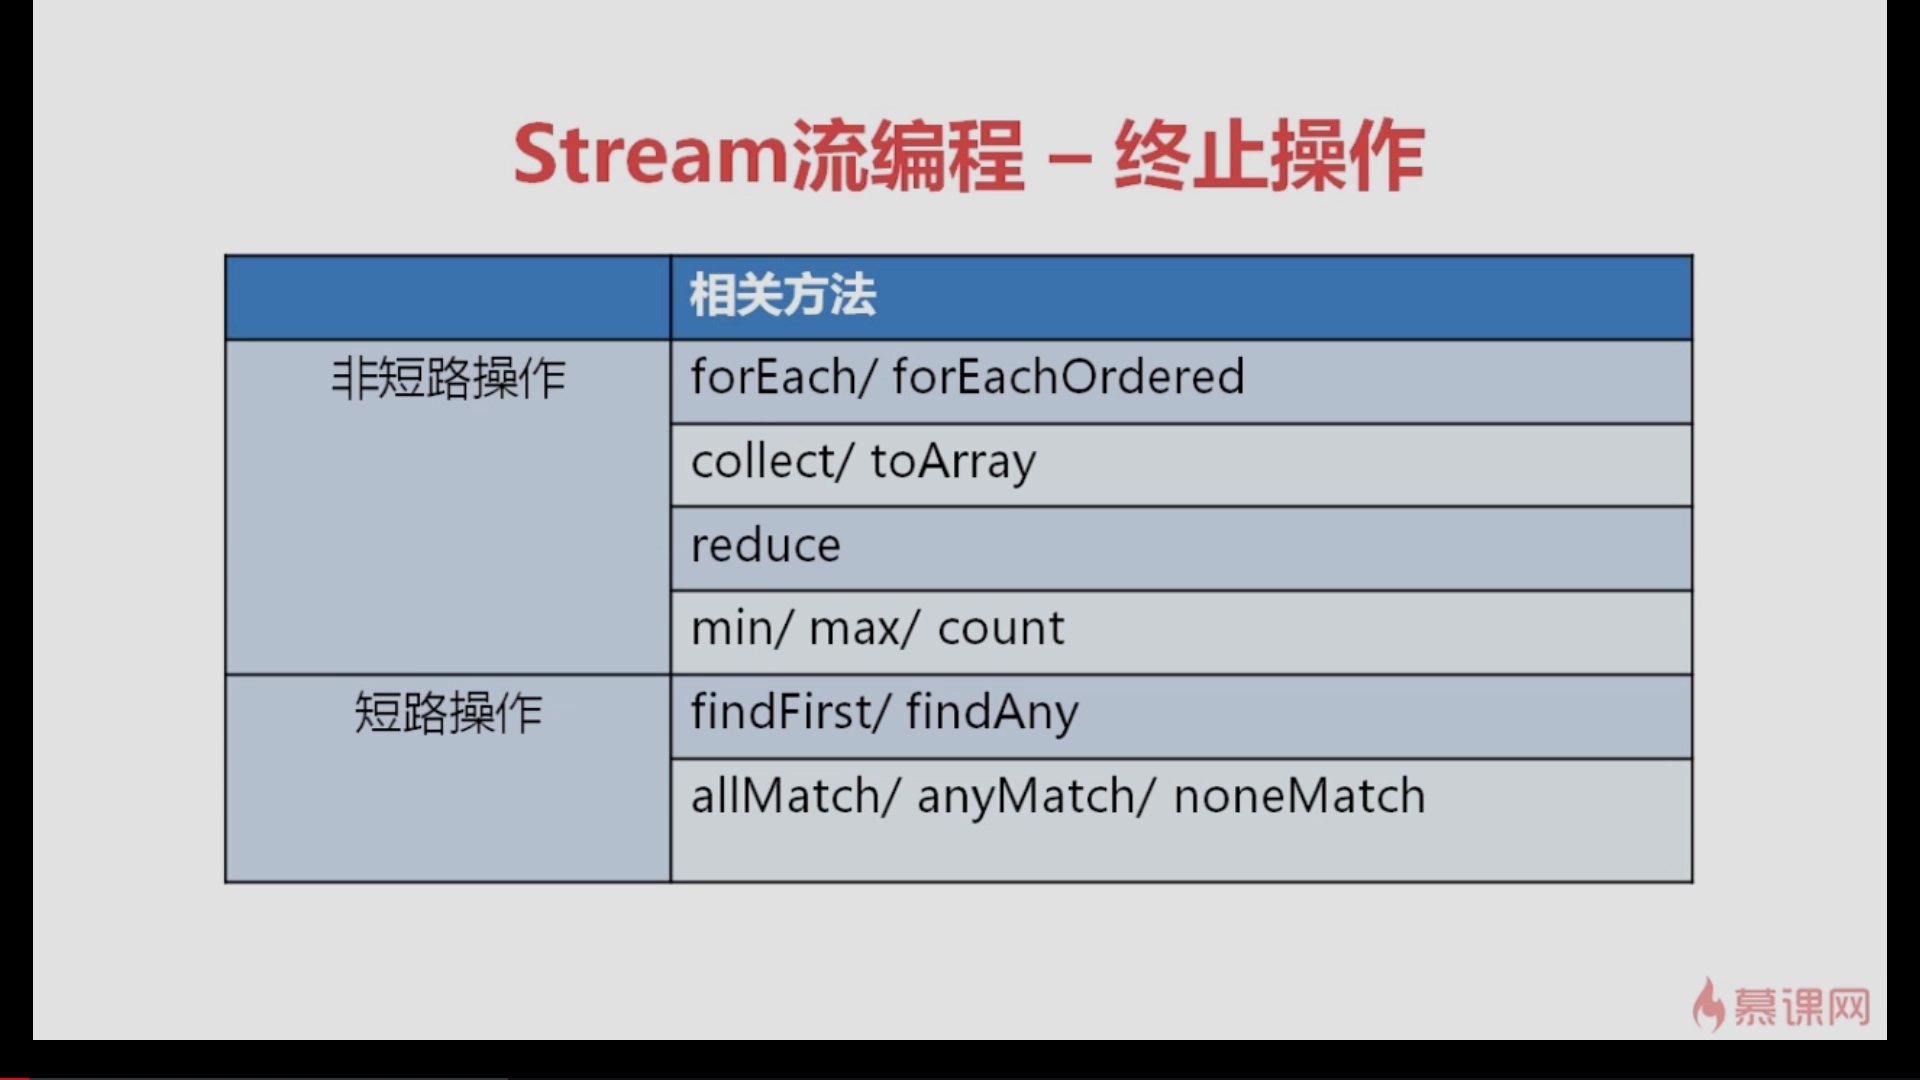 Stream流编程 – 终止操作
相关方法
非短路操作
forEach/ forEachOrdered
collect/ toArray
reduce
min/ max/ count
短路操作
findFirst/ findAny
allMatch/ anyMatch/ noneMatch
慕课网